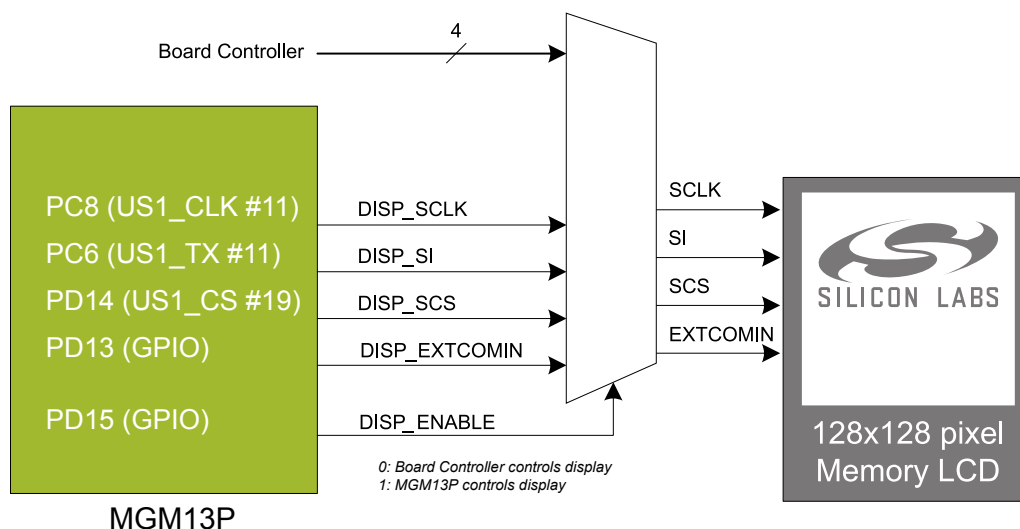 4
Board Controller
PC8 (US1_CLK #11)
DISP_SCLK
SCLK
PC6 (US1_TX #11)
DISP_SI
SI
PD14 (US1_CS #19)
DISP_SCS
SCS
SILICON LABS
PD13 (GPIO)
DISP_EXTCOMIN
EXTCOMIN
PD15 (GPIO)
DISP_ENABLE
128x128 pixel
Memory LCD
0: Board Controller controls display
1: MGM13P controls display
MGM13P